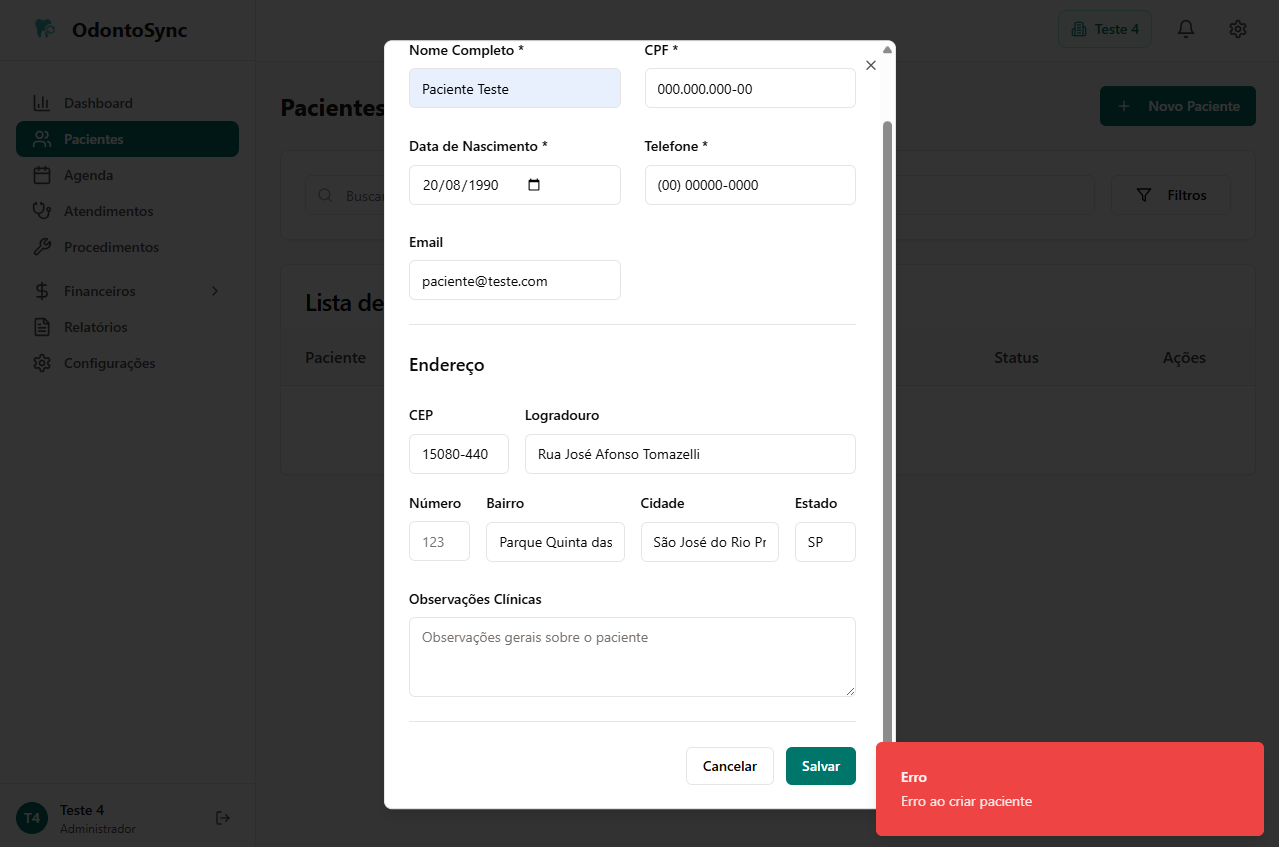 OdontoSync
Teste 4
Dashboard
Pacientes
Agenda
Atendimentos
Procedimentos
Financeiros
Relatórios
Configurações
T4
Teste 4
Administrador
Pacientes
Novo Paciente
Buscar
Filtros
Lista de
Paciente
Status
Ações
Nome Completo * CPF *
Paciente Teste 000.000.000-00
Data de Nascimento * Telefone *
20/08/1990 (00) 00000-0000
Email
paciente@teste.com
Endereço
CEP Logradouro
15080-440 Rua José Afonso Tomazelli
Número Bairro Cidade Estado
123 Parque Quinta das São José do Rio Pr SP
Observações Clínicas
Observações gerais sobre o paciente
Cancelar Salvar
Erro
Erro ao criar paciente